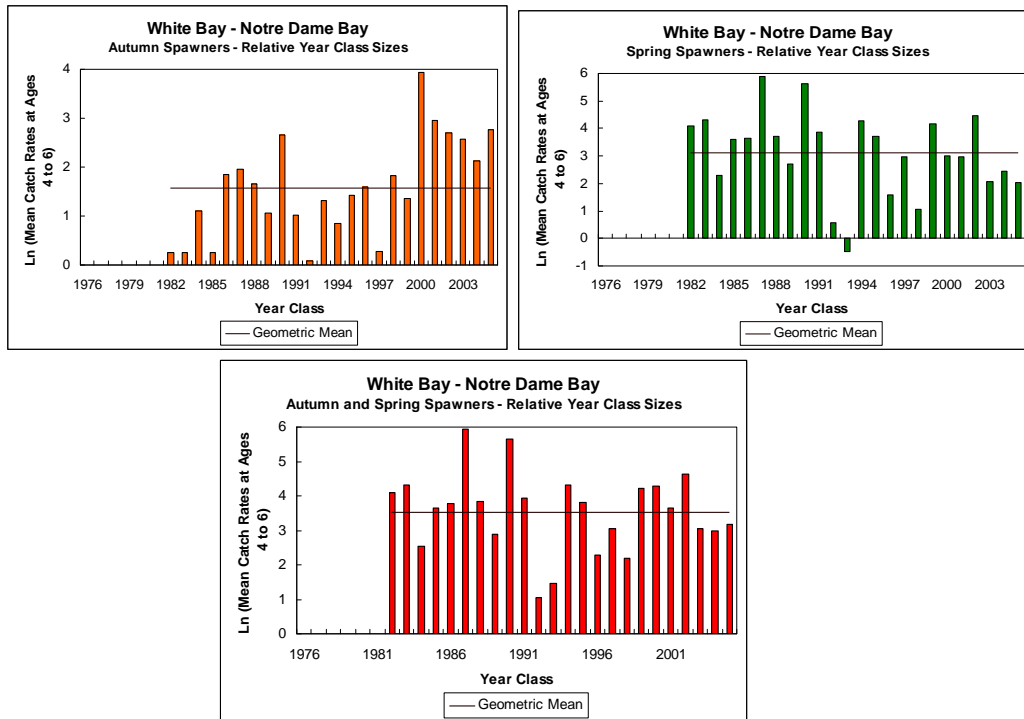 White Bay - Notre Dame Bay
Autumn Spawners - Relative Year Class Sizes
Ln (Mean Catch Rates at Ages
4 to 6)
4
3
2
1
0
1976 1979 1982 1985 1988 1991 1994 1997 2000 2003
Year Class
Geometric Mean
White Bay - Notre Dame Bay
Spring Spawners - Relative Year Class Sizes
Ln (Mean Catch Rates at Ages
4 to 6)
6
5
4
3
2
1
0
-1
1976 1979 1982 1985 1988 1991 1994 1997 2000 2003
Year Class
Geometric Mean
White Bay - Notre Dame Bay
Autumn and Spring Spawners - Relative Year Class Sizes
Ln (Mean Catch Rates at Ages
4 to 6)
6
5
4
3
2
1
0
1976 1981 1986 1991 1996 2001
Year Class
Geometric Mean